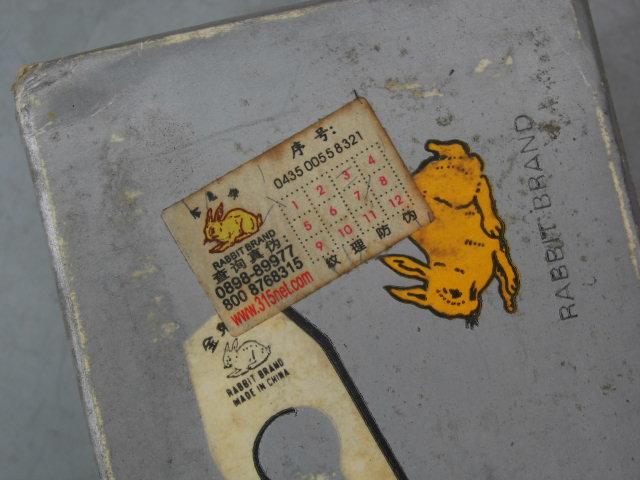 序号:
0435 0055 8321
1 2 3 4
5 6 7 8
9 10 11 12
纹理防伪
RABBIT BRAND
查询真伪:
0898-89977
800 8768315
www.315net.com
RABBIT BRAND
RABBIT BRAND
MADE IN CHINA